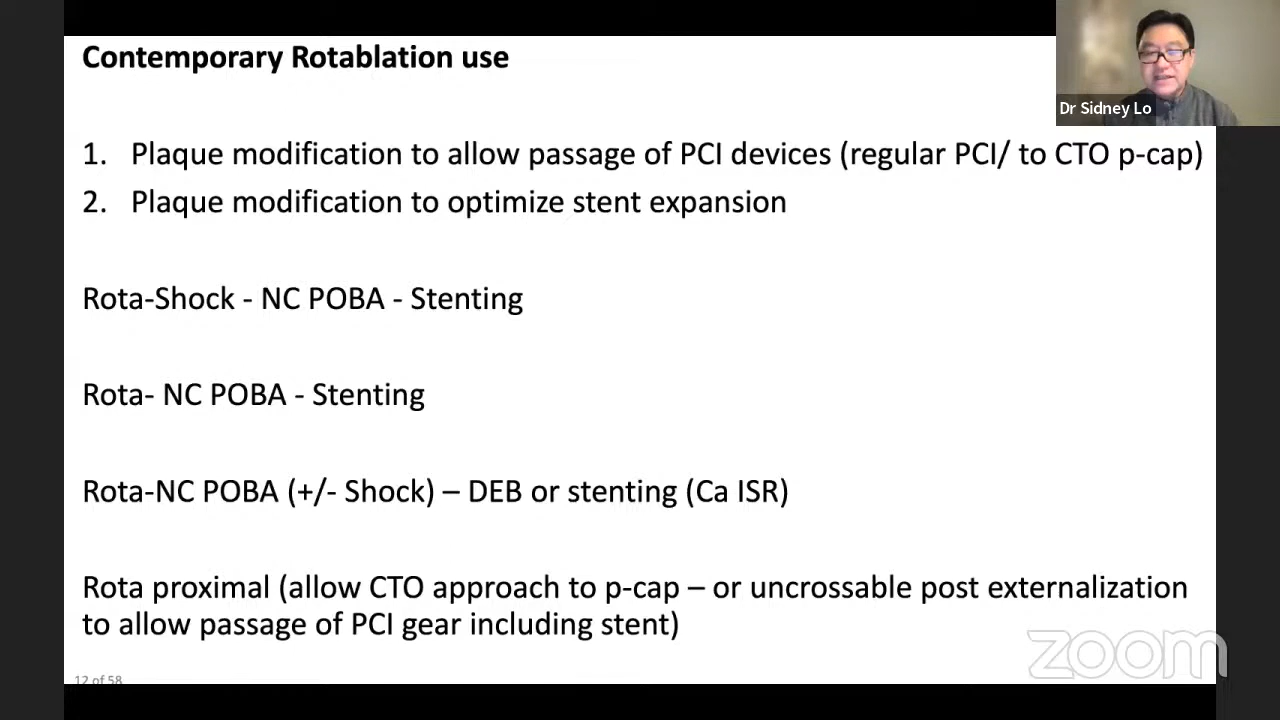 Contemporary Rotablation use
Dr Sidney Lo
1. Plaque modification to allow passage of PCI devices (regular PCI/ to CTO p-cap)
2. Plaque modification to optimize stent expansion
Rota-Shock - NC POBA - Stenting
Rota- NC POBA - Stenting
Rota-NC POBA (+/- Shock) – DEB or stenting (Ca ISR)
Rota proximal (allow CTO approach to p-cap – or uncrossable post externalization
to allow passage of PCI gear including stent)
zoom
12 of 58